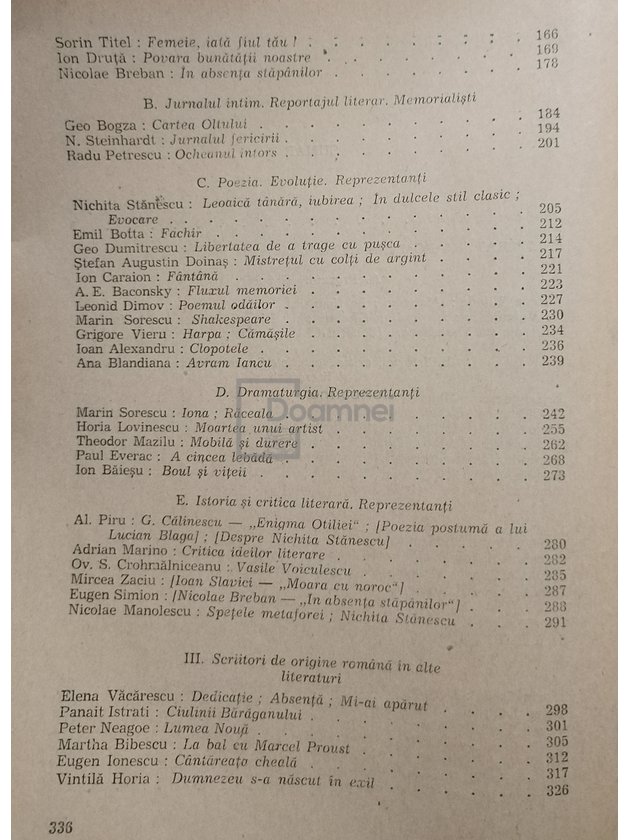 Sorin Titel : Femeie, iată fiul tău ! . . . . . . . 166
Ion Druță : Povara bunătății noastre . . . . . . . 169
Nicolae Breban : În absența stăpânilor . . . . . . . 178
B. Jurnalul intim. Reportajul literar. Memorialiști
Geo Bogza : Cartea Oltului . . . . . . . . 184
N. Steinhardt : Jurnalul fericirii . . . . . . . . 194
Radu Petrescu : Ocheanul întors . . . . . . . . 201
C. Poezia. Evoluție. Reprezentanți
Nichita Stănescu : Leoaică tânără, iubirea ; În dulcele stil clasic ;
Evocare . . . . . . . . . . . 205
Emil Botta : Fachir . . . . . . . . . . 212
Geo Dumitrescu : Libertatea de a trage cu pușca . . . . 214
Ștefan Augustin Doinaș : Mistrețul cu colți de argint . . . . 217
Ion Caraion : Fântână . . . . . . . . . . 221
A. E. Baconsky : Fluxul memoriei . . . . . . . . 223
Leonid Dimov : Poemul odăilor . . . . . . . . 227
Marin Sorescu : Shakespeare . . . . . . . . 230
Grigore Vieru : Harpa ; Cămășile . . . . . . . . 234
Ioan Alexandru : Clopotele . . . . . . . . . 236
Ana Blandiana : Avram Iancu . . . . . . . . 239
D. Dramaturgia. Reprezentanți
Marin Sorescu : Iona ; Răceala . . . . . . . . 242
Horia Lovinescu : Moartea unui artist . . . . . . . 255
Theodor Mazilu : Mobilă și durere . . . . . . . . 262
Paul Everac : A cincea lebădă . . . . . . . . 268
Ion Băieșu : Boul și vițeii . . . . . . . . . 273
Doamnei
E. Istoria și critica literară. Reprezentanți
Al. Piru : G. Călinescu — „Enigma Otiliei“ ; [Poezia postumă a lui
Lucian Blaga] ; [Despre Nichita Stănescu] . . . . 280
Adrian Marino : Critica ideilor literare . . . . . . . 282
Ov. S. Crohmălniceanu : Vasile Voiculescu . . . . . . 285
Mircea Zaciu : [Ioan Slavici — „Moara cu noroc“] . . . . 287
Eugen Simion : [Nicolae Breban — „În absența stăpânilor“] . . . 288
Nicolae Manolescu : Spețele metaforei ; Nichita Stănescu . . . 291
III. Scriitori de origine română în alte
literaturi
Elena Văcărescu : Dedicație ; Absență ; Mi-ai apărut . . . . 298
Panait Istrati : Ciulinii Bărăganului . . . . . . . 301
Peter Neagoe : Lumea Nouă . . . . . . . . 305
Martha Bibescu : La bal cu Marcel Proust . . . . . . 312
Eugen Ionescu : Cântăreața cheală . . . . . . . 317
Vintilă Horia : Dumnezeu s-a născut în exil . . . . . . 326
336